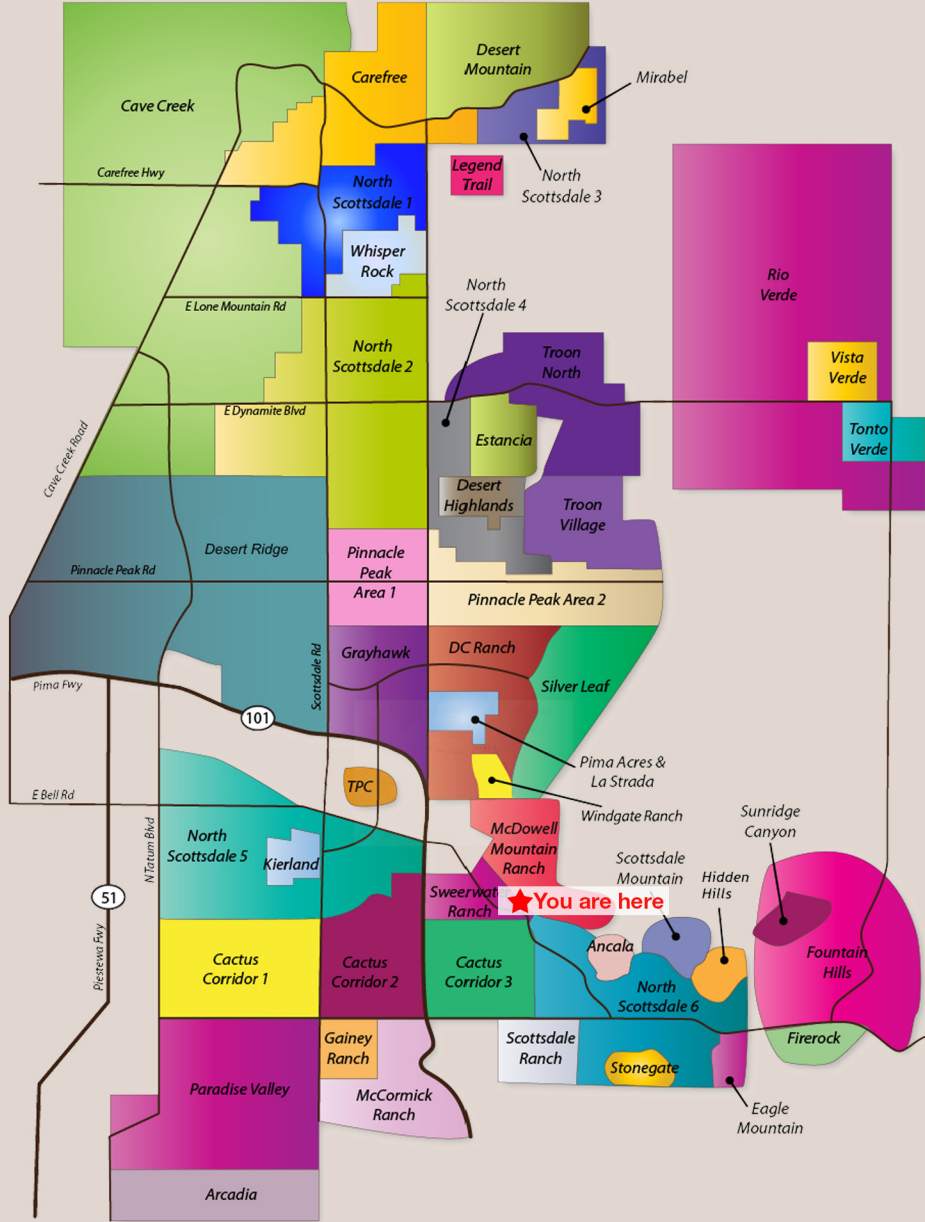 Cave Creek
Carefree
Desert
Mountain
Mirabel
Carefree Hwy
Legend
Trail
North
Scottsdale 3
North
Scottsdale 1
Whisper
Rock
Rio
Verde
E Lone Mountain Rd
North
Scottsdale 4
North
Scottsdale 2
Troon
North
Vista
Verde
E Dynamite Blvd
Estancia
Tonto
Verde
Cave Creek Road
Desert
Highlands
Troon
Village
Desert Ridge
Pinnacle
Peak
Area 1
Pinnacle Peak Rd
Pinnacle Peak Area 2
Grayhawk
DC Ranch
Scottsdale Rd
Silver Leaf
Pima Fwy
101
Pima Acres &
La Strada
TPC
E Bell Rd
Windgate Ranch
McDowell
Mountain
Ranch
Sunridge
Canyon
N Tatum Blvd
North
Scottsdale 5
Kierland
Scottsdale
Mountain
Hidden
Hills
51
Sweerwater
Ranch
You are here
Piestewa Fwy
Cactus
Corridor 1
Cactus
Corridor 2
Cactus
Corridor 3
Ancala
North
Scottsdale 6
Fountain
Hills
Gainey
Ranch
Scottsdale
Ranch
Stonegate
Firerock
Paradise Valley
McCormick
Ranch
Eagle
Mountain
Arcadia